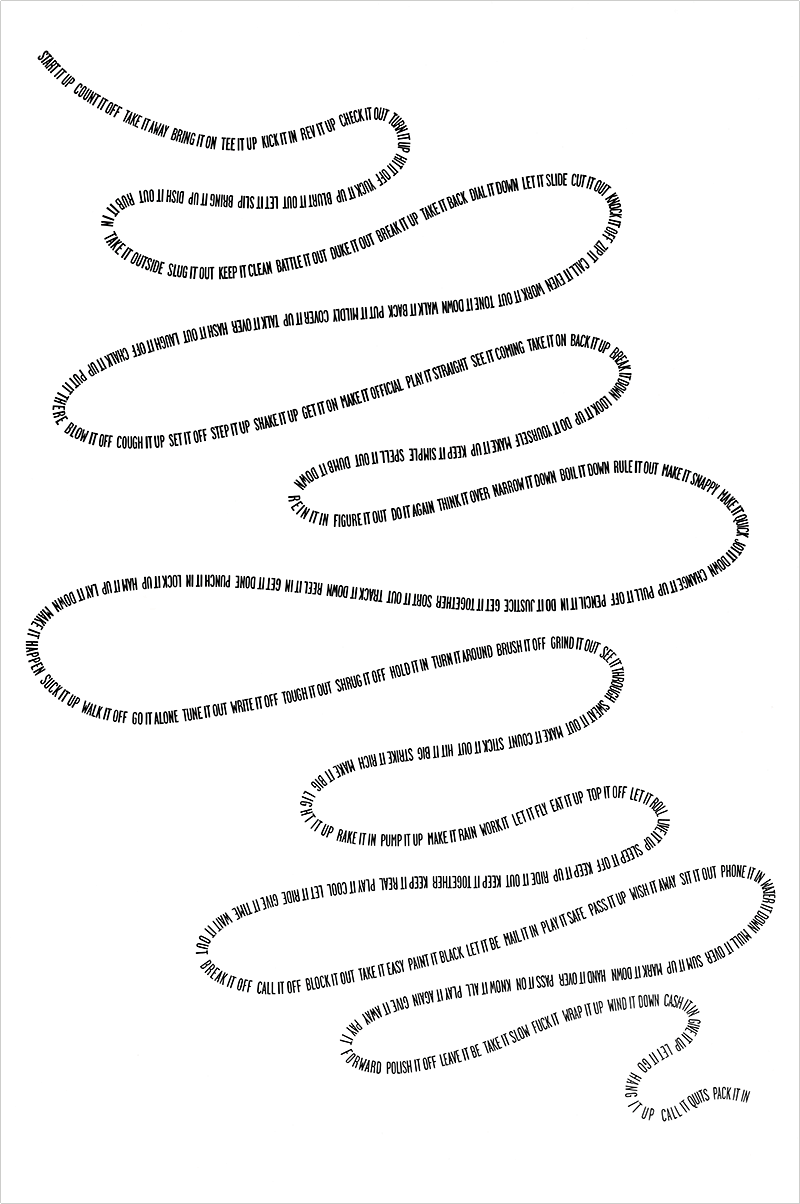 START IT UP COUNT IT OFF TAKE IT AWAY BRING IT ON TEE IT UP KICK IT IN REV IT UP CHECK IT OUT TURN IT UP HIT IT OFF YUCK IT UP BLURT IT OUT LET IT SLIP BRING IT UP DISH IT OUT RUB IT IN TAKE IT OUTSIDE SLUG IT OUT KEEP IT CLEAN BATTLE IT OUT DUKE IT OUT BREAK IT UP TAKE IT BACK DIAL IT DOWN LET IT SLIDE CUT IT OUT KNOCK IT OFF ZIP IT CALL IT EVEN WORK IT OUT TONE IT DOWN WALK IT BACK PUT IT MILDLY COVER IT UP TALK IT OVER HASH IT OUT LAUGH IT OFF CHALK IT UP PUT IT THERE BLOW IT OFF COUGH IT UP SET IT OFF STEP IT UP SHAKE IT UP GET IT ON MAKE IT OFFICIAL PLAY IT STRAIGHT SEE IT COMING TAKE IT ON BACK IT UP BREAK IT DOWN LOOK IT UP DO IT YOURSELF MAKE IT UP KEEP IT SIMPLE SPELL IT OUT DUMB IT DOWN REIN IT IN FIGURE IT OUT DO IT AGAIN THINK IT OVER NARROW IT DOWN BOIL IT DOWN RULE IT OUT MAKE IT SNAPPY MAKE IT QUICK JOT IT DOWN CHANGE IT UP PULL IT OFF PENCIL IT IN DO IT JUSTICE GET IT TOGETHER SORT IT OUT TRACK IT DOWN REEL IT IN GET IT DONE PUNCH IT IN LOCK IT UP HAM IT UP LAY IT DOWN MAKE IT HAPPEN SUCK IT UP WALK IT OFF GO IT ALONE TUNE IT OUT WRITE IT OFF TOUGH IT OUT SHRUG IT OFF HOLD IT IN TURN IT AROUND BRUSH IT OFF GRIND IT OUT SEE IT THROUGH SWEAT IT OUT MAKE IT COUNT STICK IT OUT HIT IT BIG STRIKE IT RICH MAKE IT BIG LIGHT IT UP RAKE IT IN PUMP IT UP MAKE IT RAIN WORK IT LET IT FLY EAT IT UP TOP IT OFF LET IT ROLL LIVE IT UP SLEEP IT OFF KEEP IT UP RIDE IT OUT KEEP IT TOGETHER KEEP IT REAL PLAY IT COOL LET IT RIDE GIVE IT TIME WAIT IT OUT BREAK IT OFF CALL IT OFF BLOCK IT OUT TAKE IT EASY PAINT IT BLACK LET IT BE MAIL IT IN PLAY IT SAFE PASS IT UP WISH IT AWAY SIT IT OUT PHONE IT IN WATER IT DOWN MULL IT OVER SUM IT UP MARK IT DOWN HAND IT OVER PASS IT ON KNOW IT ALL PLAY IT AGAIN GIVE IT AWAY PAY IT FORWARD POLISH IT OFF LEAVE IT BE TAKE IT SLOW FUCK IT WRAP IT UP WIND IT DOWN CASH IT IN GIVE IT UP LET IT GO HANG IT UP CALL IT QUITS PACK IT IN